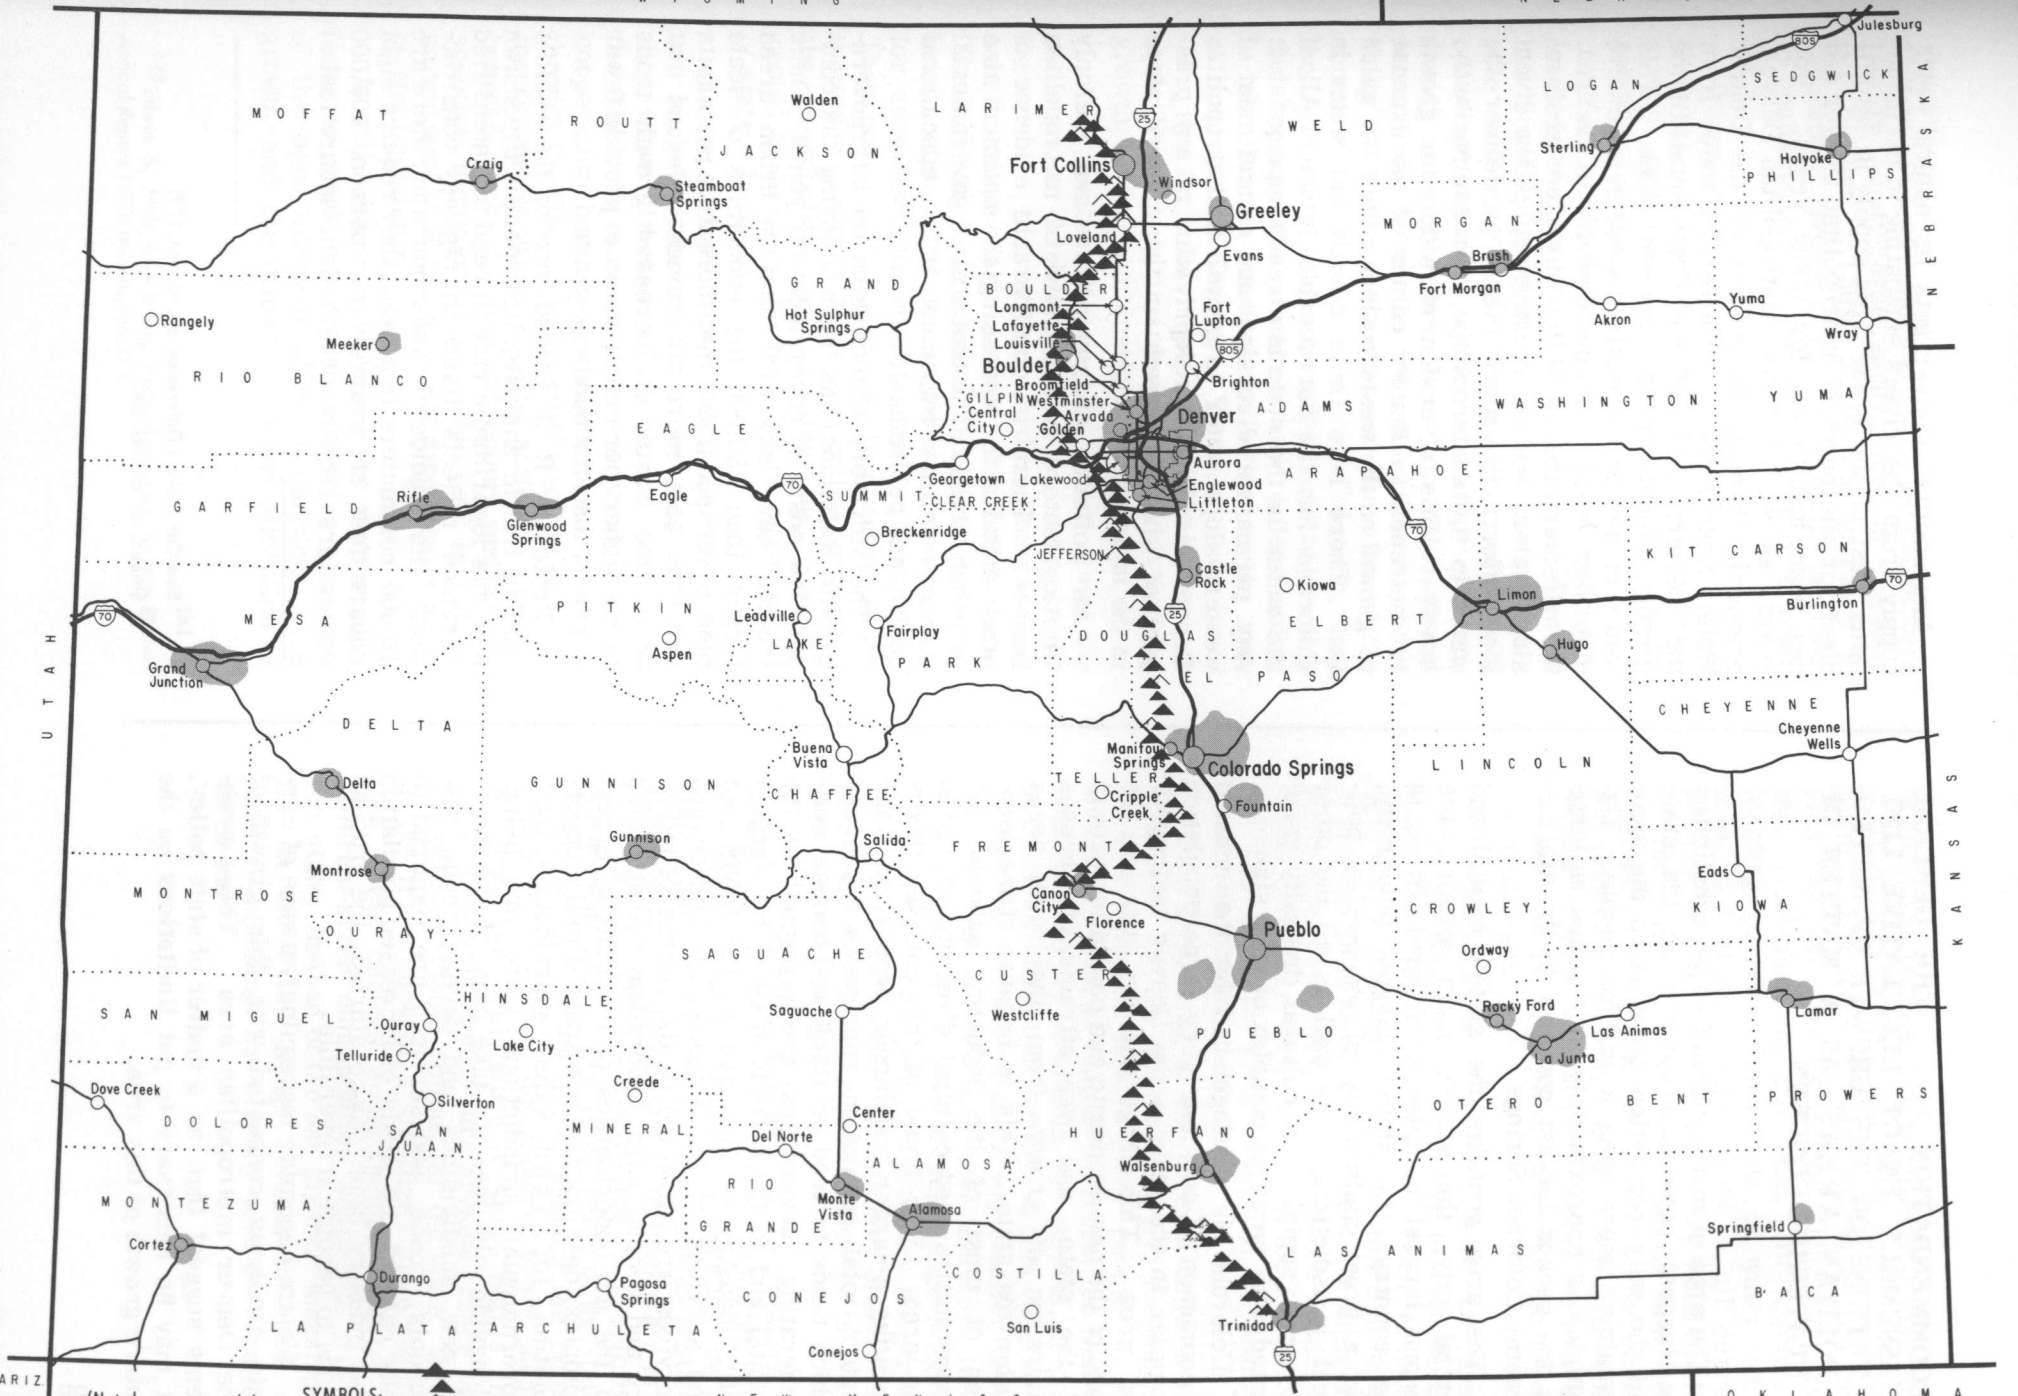 W Y O M I N G
N E B R A S K A
Julesburg
80S
SEDGWICK
LOGAN
MOFFAT
ROUTT
Walden
JACKSON
LARIMER
25
WELD
Sterling
Holyoke
PHILLIPS
Craig
Steamboat
Springs
Fort Collins
Windsor
Greeley
MORGAN
Loveland
Evans
Brush
Fort Morgan
NEBRASKA
GRAND
BOULDER
Longmont
Fort
Lupton
Akron
Yuma
Wray
Rangely
Hot Sulphur
Springs
Lafayette
Louisville
Meeker
80S
Boulder
Brighton
RIO BLANCO
Broomfield
GILPIN
Westminster
Central
City
Arvada
Golden
Denver
ADAMS
WASHINGTON
YUMA
EAGLE
Georgetown
Lakewood
Aurora
ARAPAHOE
Englewood
Littleton
GARFIELD
Rifle
Glenwood
Springs
Eagle
70
SUMMIT
CLEAR CREEK
Breckenridge
JEFFERSON
70
KIT CARSON
Castle
Rock
Kiowa
Limon
70
Burlington
70
MESA
PITKIN
Leadville
LAKE
Aspen
Fairplay
25
DOUGLAS
ELBERT
Hugo
UTAH
Grand
Junction
PARK
EL PASO
CHEYENNE
Cheyenne
Wells
DELTA
Buena
Vista
Manitou
Springs
Colorado Springs
LINCOLN
Delta
GUNNISON
CHAFFEE
TELLER
Cripple
Creek
Fountain
Gunnison
Salida
FREMONT
Montrose
Eads
KANSAS
MONTROSE
Canon
City
Florence
CROWLEY
KIOWA
OURAY
SAGUACHE
Pueblo
Ordway
CUSTER
HINSDALE
Westcliffe
Rocky Ford
Lamar
SAN MIGUEL
Ouray
Lake City
Saguache
PUEBLO
Las Animas
La Junta
Telluride
Creede
Dove Creek
Silverton
OTERO
BENT
PROWERS
DOLORES
SAN
JUAN
MINERAL
Center
Del Norte
HUERFANO
ALAMOSA
Walsenburg
MONTEZUMA
RIO
GRANDE
Monte
Vista
Alamosa
Springfield
Cortez
LAS ANIMAS
Durango
Pagosa
Springs
COSTILLA
CONEJOS
BACA
LA PLATA
ARCHULETA
San Luis
Trinidad
Conejos
25
ARIZ
SYMBOLS
OKLAHOMA